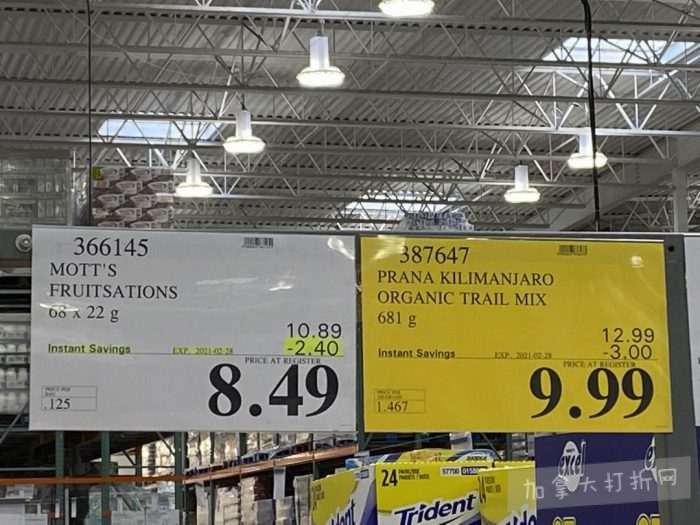 366145
MOTT'S
FRUITSATIONS
68 x 22 g
10.89
Instant Savings EXP. 2021-02-28 -2.40
PRICE AT REGISTER
8.49
.125
387647
PRANA KILIMANJARO
ORGANIC TRAIL MIX
681 g
12.99
Instant Savings EXP. 2021-02-28 -3.00
PRICE AT REGISTER
9.99
1.467
24
Trident
excel
加拿大打折网